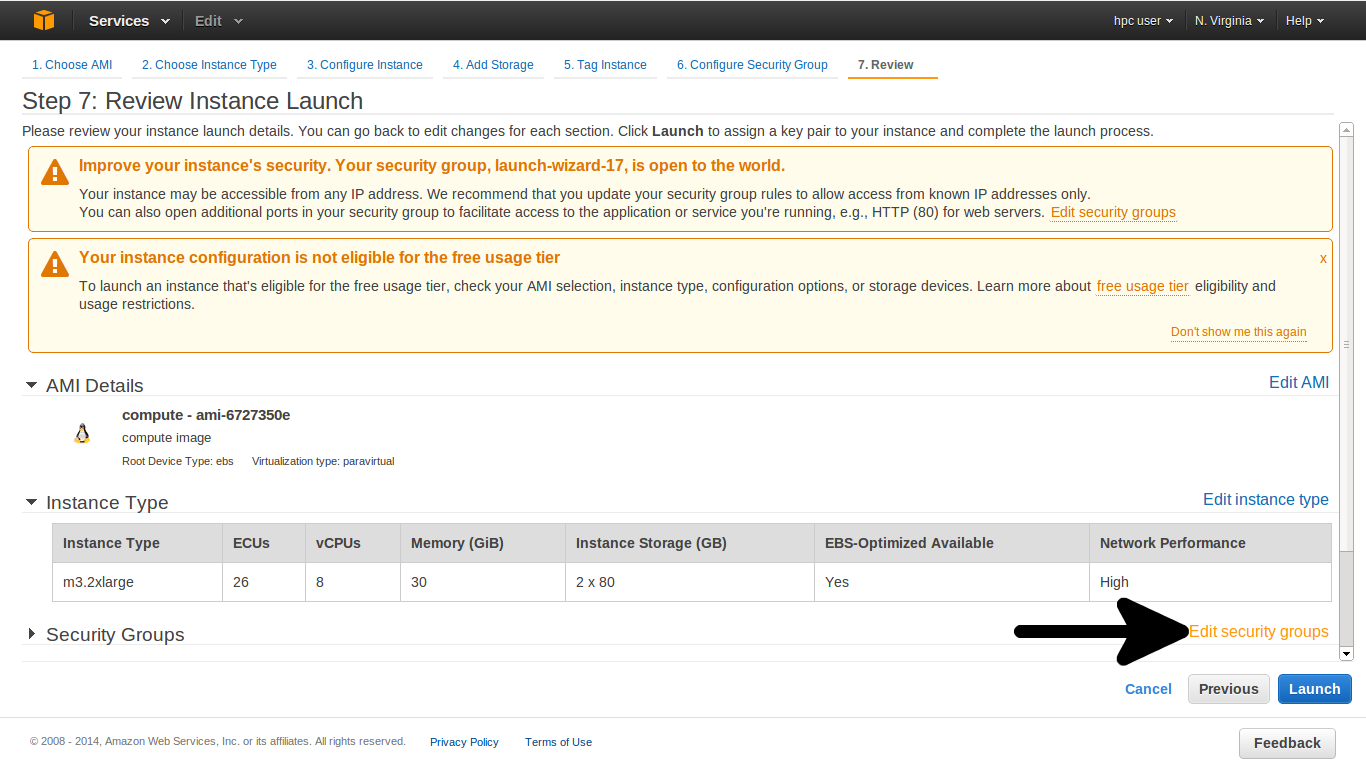 Services Edit hpc user N. Virginia Help
1. Choose AMI 2. Choose Instance Type 3. Configure Instance 4. Add Storage 5. Tag Instance 6. Configure Security Group 7. Review
Step 7: Review Instance Launch
Please review your instance launch details. You can go back to edit changes for each section. Click Launch to assign a key pair to your instance and complete the launch process.
Improve your instance's security. Your security group, launch-wizard-17, is open to the world.
Your instance may be accessible from any IP address. We recommend that you update your security group rules to allow access from known IP addresses only.
You can also open additional ports in your security group to facilitate access to the application or service you're running, e.g., HTTP (80) for web servers. Edit security groups
Your instance configuration is not eligible for the free usage tier x
To launch an instance that's eligible for the free usage tier, check your AMI selection, instance type, configuration options, or storage devices. Learn more about free usage tier eligibility and
usage restrictions.
Don't show me this again
AMI Details Edit AMI
compute - ami-6727350e
compute image
Root Device Type: ebs Virtualization type: paravirtual
Instance Type Edit instance type
Instance Type ECUs vCPUs Memory (GiB) Instance Storage (GB) EBS-Optimized Available Network Performance
m3.2xlarge 26 8 30 2 x 80 Yes High
Security Groups Edit security groups
Cancel Previous Launch
© 2008 - 2014, Amazon Web Services, Inc. or its affiliates. All rights reserved. Privacy Policy Terms of Use Feedback